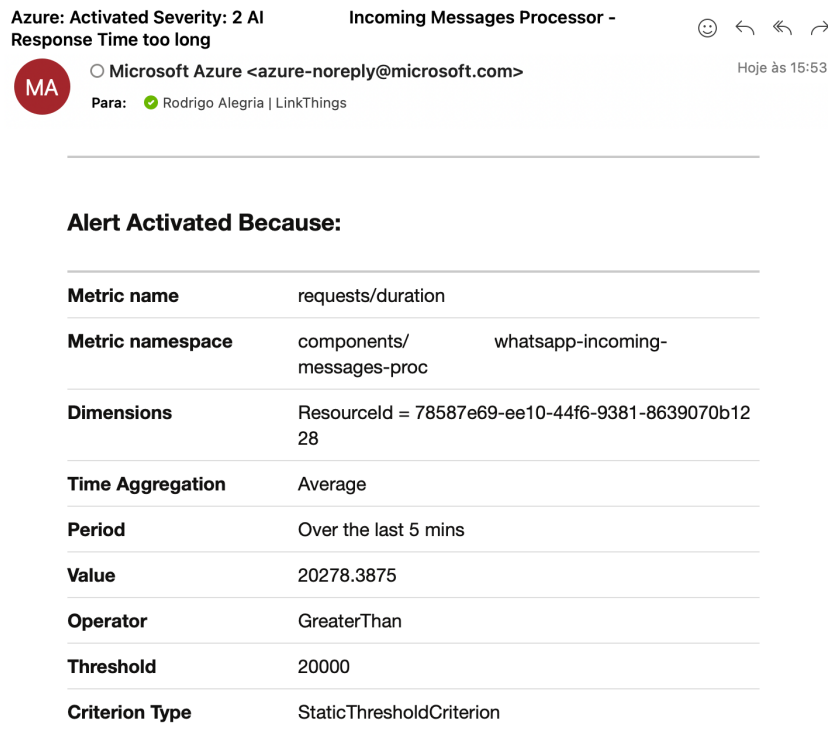 Azure: Activated Severity: 2 AI Incoming Messages Processor -
Response Time too long
MA
Microsoft Azure <azure-noreply@microsoft.com>
Hoje às 15:53
Para: Rodrigo Alegria | LinkThings
Alert Activated Because:
Metric name requests/duration
Metric namespace components/ whatsapp-incoming-
messages-proc
Dimensions ResourceId = 78587e69-ee10-44f6-9381-8639070b12
28
Time Aggregation Average
Period Over the last 5 mins
Value 20278.3875
Operator GreaterThan
Threshold 20000
Criterion Type StaticThresholdCriterion